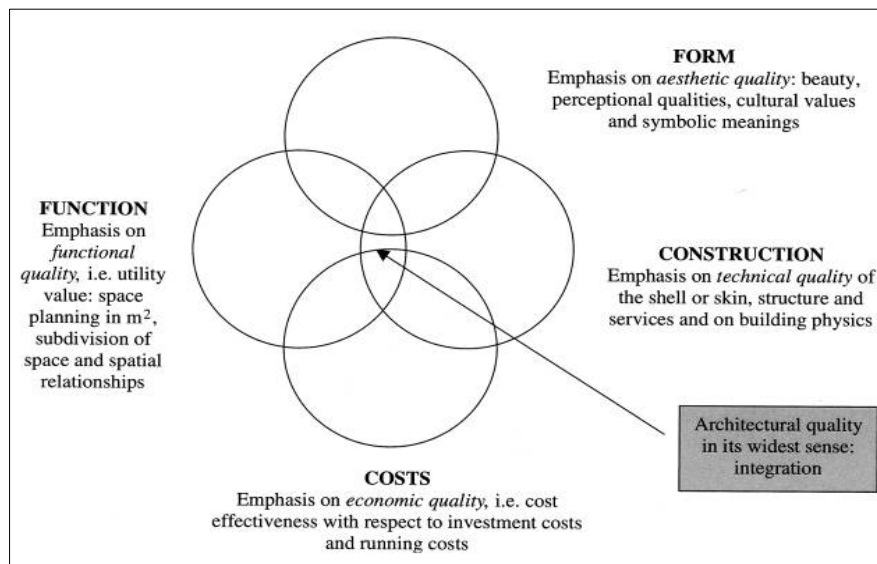 FORM
Emphasis on aesthetic quality: beauty,
perceptional qualities, cultural values
and symbolic meanings
FUNCTION
Emphasis on
functional
quality, i.e. utility
value: space
planning in m²,
subdivision of
space and spatial
relationships
CONSTRUCTION
Emphasis on technical quality of
the shell or skin, structure and
services and on building physics
Architectural quality
in its widest sense:
integration
COSTS
Emphasis on economic quality, i.e. cost
effectiveness with respect to investment costs
and running costs